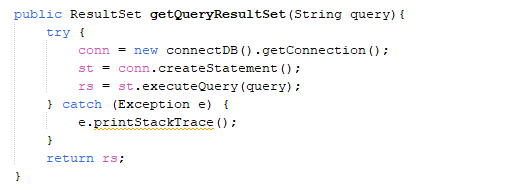 public ResultSet getQueryResultSet(String query){
try {
conn = new connectDB().getConnection();
st = conn.createStatement();
rs = st.executeQuery(query);
} catch (Exception e) {
e.printStackTrace();
}
return rs;
}